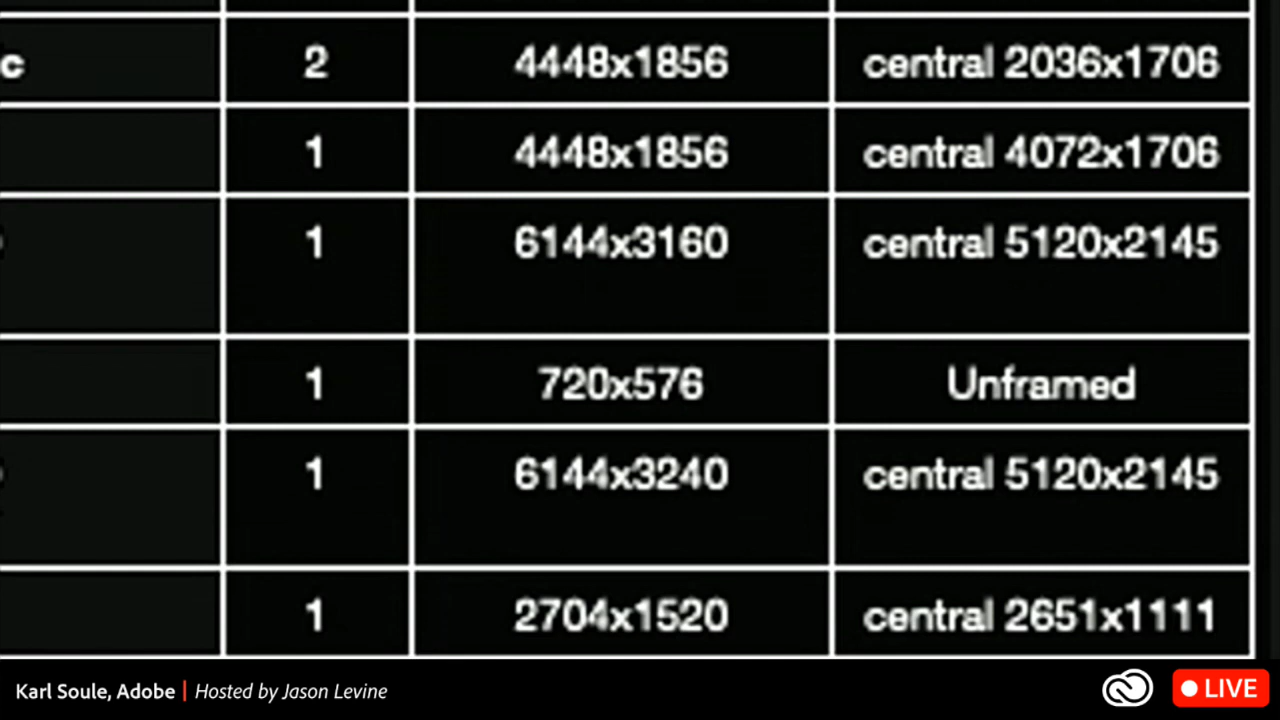 c 2 4448x1856 central 2036x1706
1 4448x1856 central 4072x1706
1 6144x3160 central 5120x2145
1 720x576 Unframed
1 6144x3240 central 5120x2145
1 2704x1520 central 2651x1111
Karl Soule, Adobe | Hosted by Jason Levine
LIVE